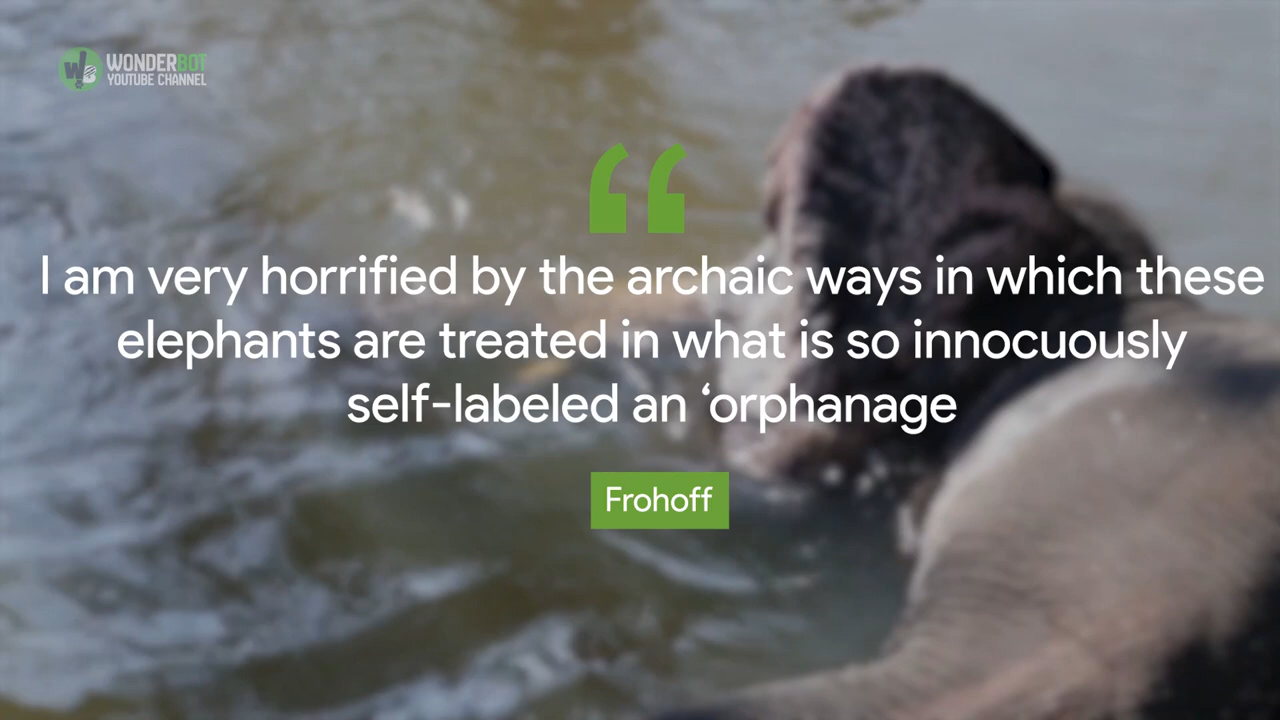 WONDERBOT
YOUTUBE CHANNEL
“
I am very horrified by the archaic ways in which these
elephants are treated in what is so innocuously
self-labeled an ‘orphanage
Frohoff